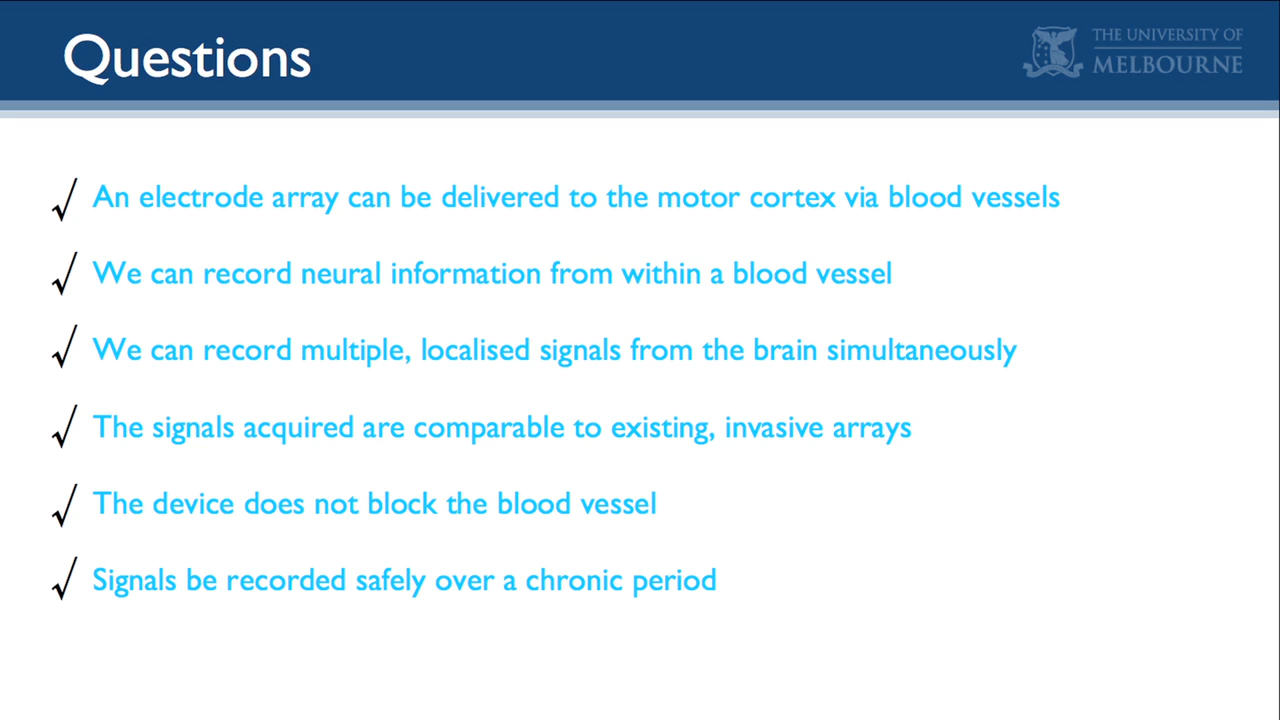 Questions
THE UNIVERSITY OF
MELBOURNE
√ An electrode array can be delivered to the motor cortex via blood vessels
√ We can record neural information from within a blood vessel
√ We can record multiple, localised signals from the brain simultaneously
√ The signals acquired are comparable to existing, invasive arrays
√ The device does not block the blood vessel
√ Signals be recorded safely over a chronic period